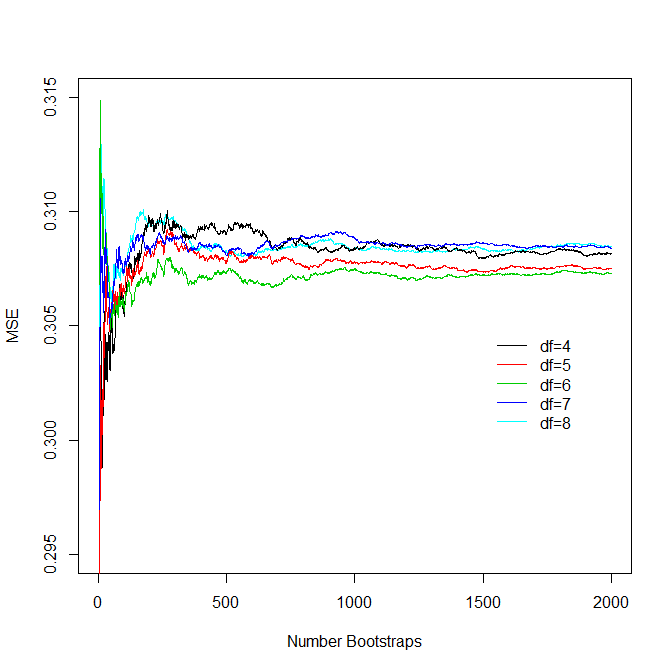 0.315
0.310
0.305
0.300
0.295
MSE
df=4
df=5
df=6
df=7
df=8
0 500 1000 1500 2000
Number Bootstraps